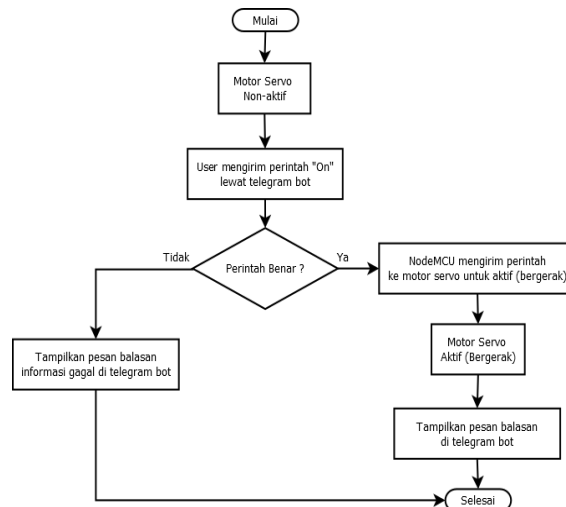 Mulai
Motor Servo
Non-aktif
User mengirim perintah "On"
lewat telegram bot
Tidak
Perintah Benar ?
Ya
NodeMCU mengirim perintah
ke motor servo untuk aktif (bergerak)
Tampilkan pesan balasan
informasi gagal di telegram bot
Motor Servo
Aktif (Bergerak)
Tampilkan pesan balasan
di telegram bot
Selesai